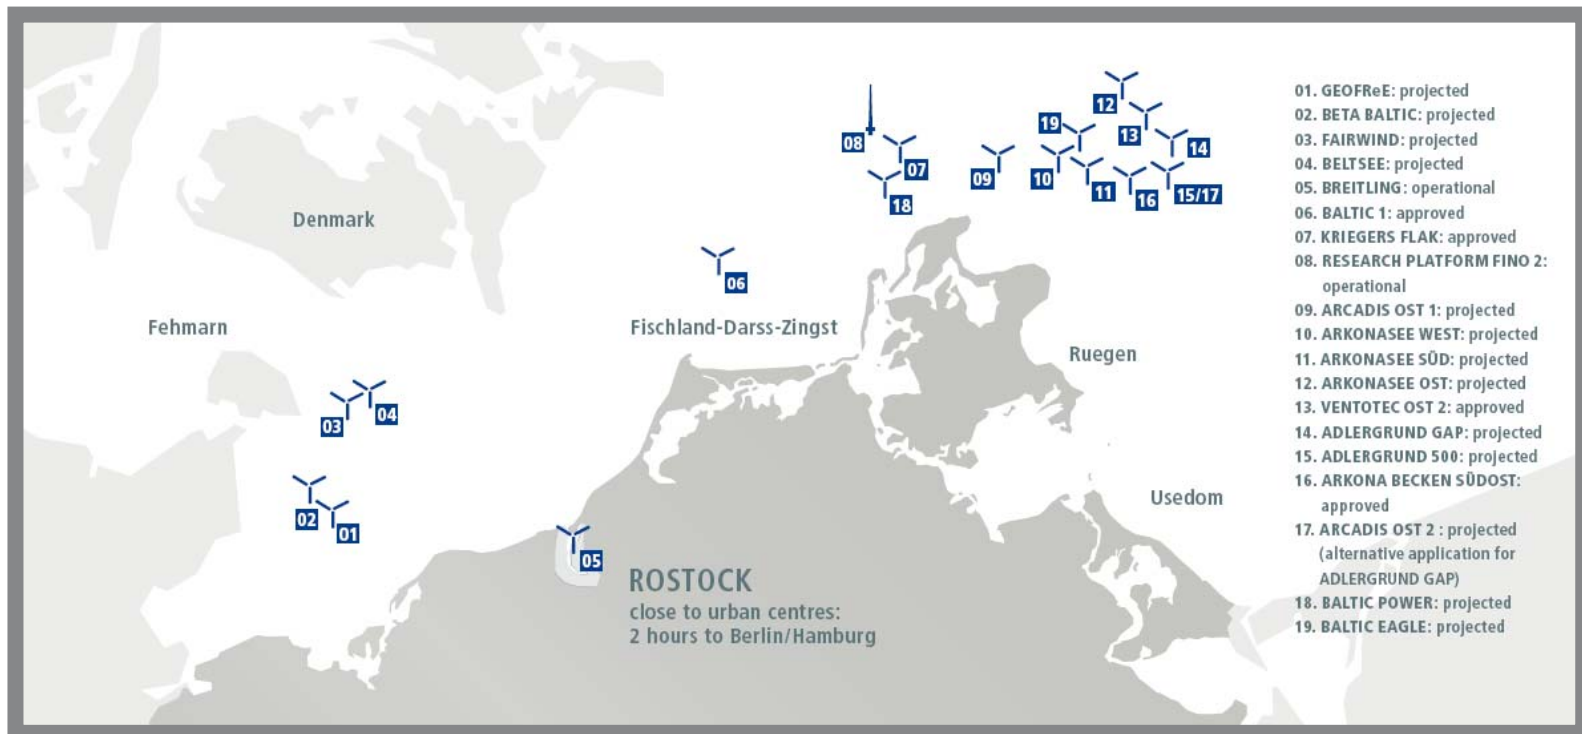 Denmark
Fehmarn
Fischland-Darss-Zingst
Ruegen
Usedom
ROSTOCK
close to urban centres:
2 hours to Berlin/Hamburg
12
19
13
14
08
07
09
10
11
16
15/17
18
06
04
03
02
01
05
01. GEOFReE: projected
02. BETA BALTIC: projected
03. FAIRWIND: projected
04. BELTSEE: projected
05. BREITLING: operational
06. BALTIC 1: approved
07. KRIEGERS FLAK: approved
08. RESEARCH PLATFORM FINO 2:
operational
09. ARCADIS OST 1: projected
10. ARKONASEE WEST: projected
11. ARKONASEE SÜD: projected
12. ARKONASEE OST: projected
13. VENTOTEC OST 2: approved
14. ADLERGRUND GAP: projected
15. ADLERGRUND 500: projected
16. ARKONA BECKEN SÜDOST:
approved
17. ARCADIS OST 2 : projected
(alternative application for
ADLERGRUND GAP)
18. BALTIC POWER: projected
19. BALTIC EAGLE: projected